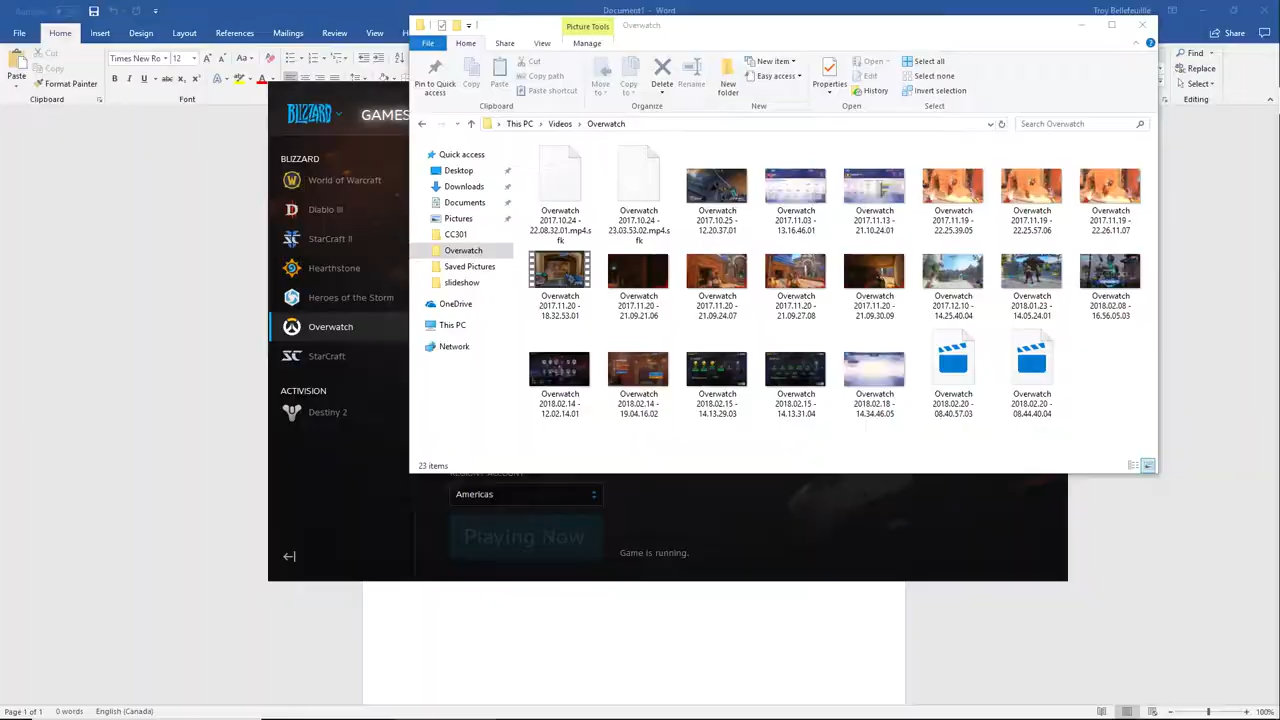 Document1 - Word
Troy Bellefeuille
File Home Insert Design Layout References Mailings Review View
Share
Cut
Copy
Format Painter
Paste
Clipboard
Times New Ro
12
Font
Find
Replace
Select
Editing
Picture Tools
Overwatch
File Home Share View Manage
Pin to Quick access
Copy
Paste
Cut
Copy path
Paste shortcut
Clipboard
Move to
Copy to
Delete
Rename
Organize
New folder
New item
Easy access
New
Properties
Open
Edit
History
Open
Select all
Select none
Invert selection
Select
This PC > Videos > Overwatch
Search Overwatch
Quick access
Desktop
Downloads
Documents
Pictures
CC301
Overwatch
Saved Pictures
slideshow
OneDrive
This PC
Network
Overwatch 2017.10.24 - 22.08.32.01.mp4.sfk
Overwatch 2017.10.24 - 23.03.53.02.mp4.sfk
Overwatch 2017.10.25 - 12.20.37.01
Overwatch 2017.11.03 - 13.16.46.01
Overwatch 2017.11.13 - 21.10.24.01
Overwatch 2017.11.19 - 22.25.39.05
Overwatch 2017.11.19 - 22.25.57.06
Overwatch 2017.11.19 - 22.26.11.07
Overwatch 2017.11.20 - 18.32.53.01
Overwatch 2017.11.20 - 21.09.21.06
Overwatch 2017.11.20 - 21.09.24.07
Overwatch 2017.11.20 - 21.09.27.08
Overwatch 2017.11.20 - 21.09.30.09
Overwatch 2017.12.10 - 14.25.40.04
Overwatch 2018.01.23 - 14.05.24.01
Overwatch 2018.02.08 - 16.56.05.03
Overwatch 2018.02.14 - 12.02.14.01
Overwatch 2018.02.14 - 19.04.16.02
Overwatch 2018.02.15 - 14.13.29.03
Overwatch 2018.02.15 - 14.13.31.04
Overwatch 2018.02.18 - 14.34.46.05
Overwatch 2018.02.20 - 08.40.57.03
Overwatch 2018.02.20 - 08.44.40.04
23 items
BLIZZARD
GAMES
BLIZZARD
World of Warcraft
Diablo III
StarCraft II
Hearthstone
Heroes of the Storm
Overwatch
StarCraft
ACTIVISION
Destiny 2
Americas
Playing Now
Game is running.
Page 1 of 1 0 words English (Canada)
100%